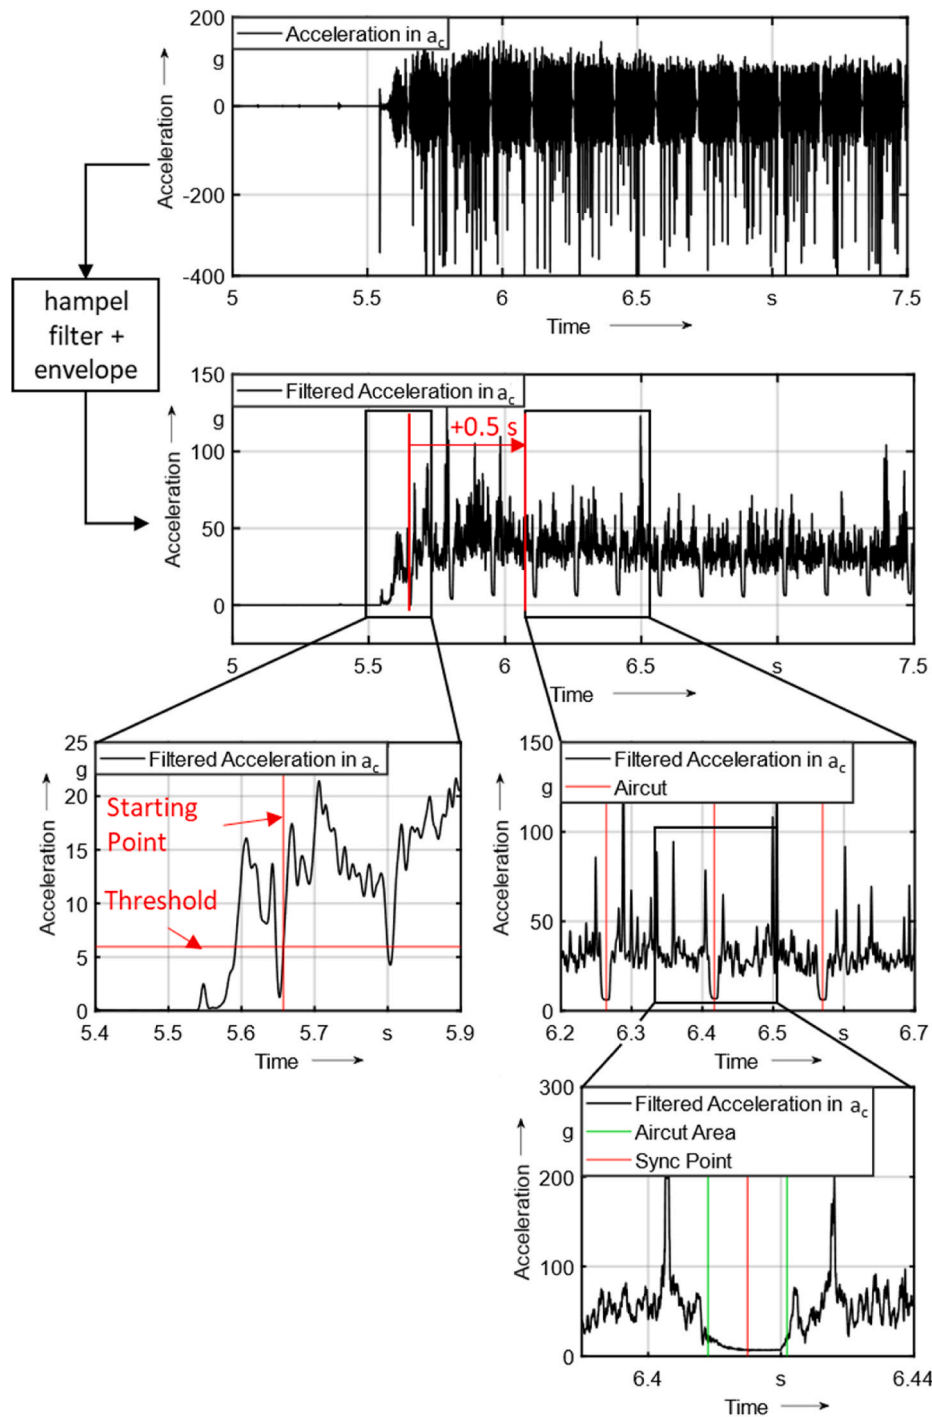 200
Acceleration in a_c
g
0
-200
-400
Acceleration
5
5.5
6
6.5
s
7.5
Time
hampel
filter +
envelope
150
Filtered Acceleration in a_c
g
+0.5 s
100
50
0
Acceleration
5
5.5
6
6.5
s
7.5
Time
25
Filtered Acceleration in a_c
g
20
Starting
Point
15
Threshold
10
5
0
Acceleration
5.4
5.5
5.6
5.7
s
5.9
Time
150
Filtered Acceleration in a_c
g
Aircut
100
50
0
Acceleration
6.2
6.3
6.4
6.5
s
6.7
Time
300
Filtered Acceleration in a_c
g
Aircut Area
Sync Point
200
100
0
Acceleration
6.4
s
6.44
Time